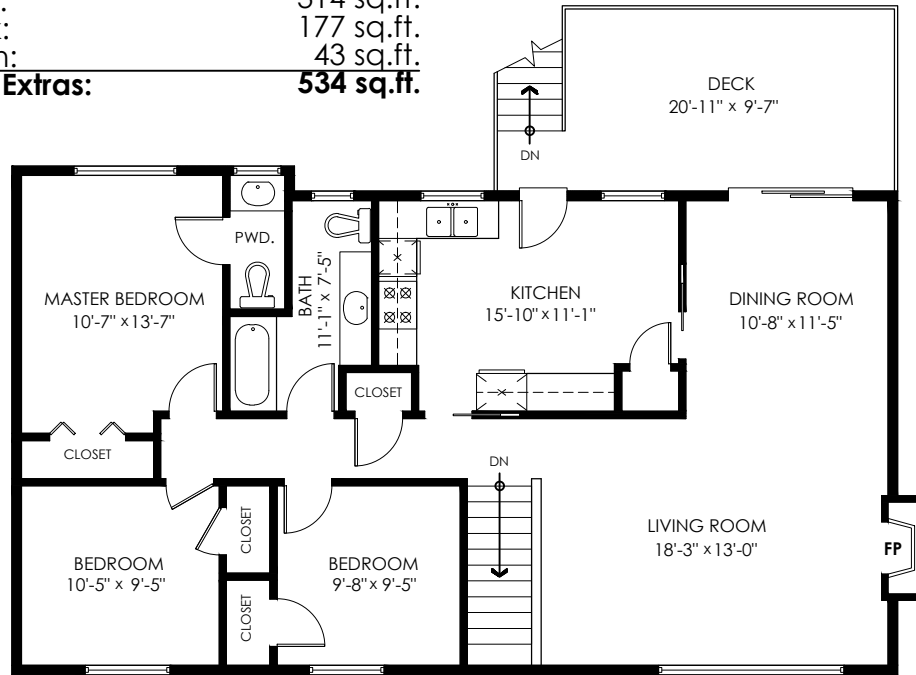 177 sq.ft.
43 sq.ft.
Extras: 534 sq.ft.
DECK
20'-11" x 9'-7"
DN
PWD.
MASTER BEDROOM
10'-7" x 13'-7"
BATH
11'-1" x 7'-5"
KITCHEN
15'-10" x 11'-1"
DINING ROOM
10'-8" x 11'-5"
CLOSET
CLOSET
DN
LIVING ROOM
18'-3" x 13'-0"
FP
BEDROOM
10'-5" x 9'-5"
CLOSET
CLOSET
BEDROOM
9'-8" x 9'-5"